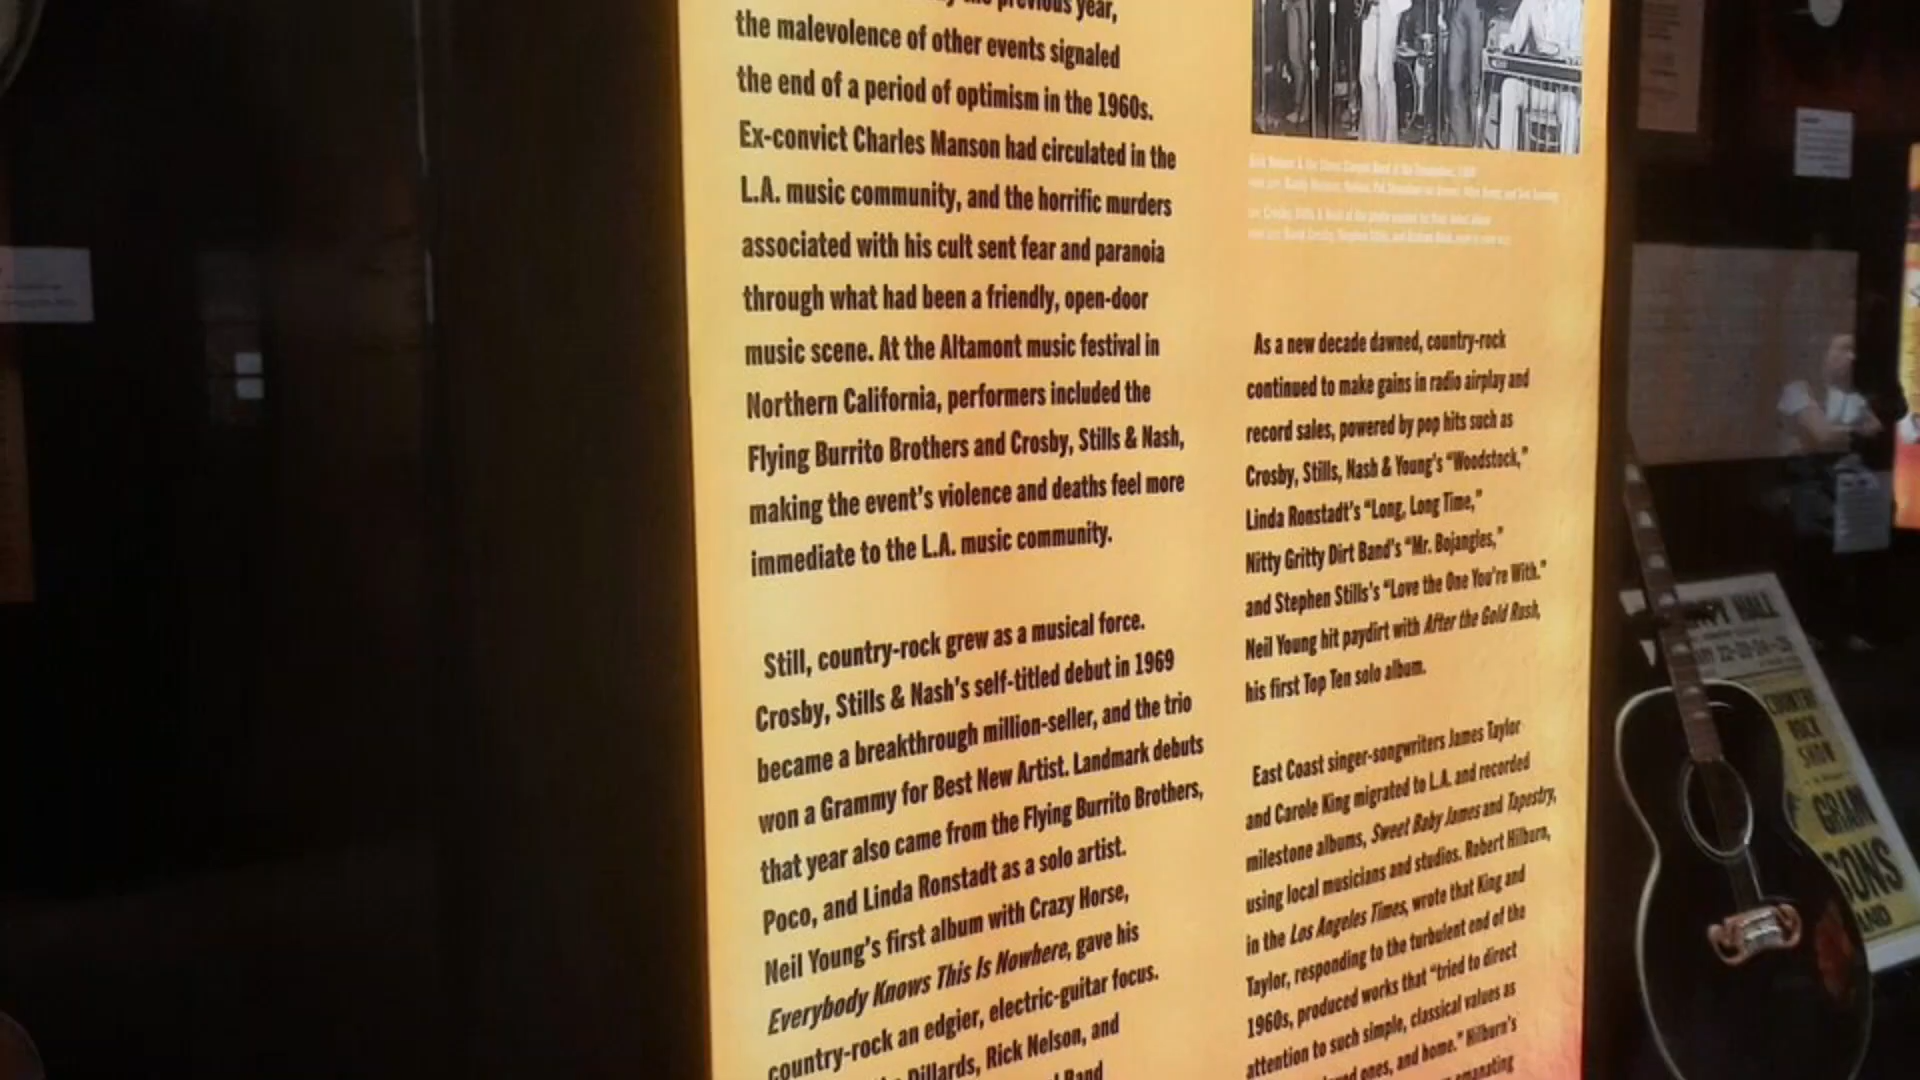 previous year,
the malevolence of other events signaled
the end of a period of optimism in the 1960s.
Ex-convict Charles Manson had circulated in the
L.A. music community, and the horrific murders
associated with his cult sent fear and paranoia
through what had been a friendly, open-door
music scene. At the Altamont music festival in
Northern California, performers included the
Flying Burrito Brothers and Crosby, Stills & Nash,
making the event's violence and deaths feel more
immediate to the L.A. music community.
Still, country-rock grew as a musical force.
Crosby, Stills & Nash's self-titled debut in 1969
became a breakthrough million-seller, and the trio
won a Grammy for Best New Artist. Landmark debuts
that year also came from the Flying Burrito Brothers,
Poco, and Linda Ronstadt as a solo artist.
Neil Young's first album with Crazy Horse,
Everybody Knows This Is Nowhere, gave his
country-rock an edgier, electric-guitar focus.
Dillards, Rick Nelson, and
Band
As a new decade dawned, country-rock
continued to make gains in radio airplay and
record sales, powered by pop hits such as
Crosby, Stills, Nash & Young's “Woodstock,”
Linda Ronstadt's “Long, Long Time,”
Nitty Gritty Dirt Band's “Mr. Bojangles,”
and Stephen Stills's “Love the One You're With.”
Neil Young hit paydirt with After the Gold Rush,
his first Top Ten solo album.
East Coast singer-songwriters James Taylor
and Carole King migrated to L.A. and recorded
milestone albums, Sweet Baby James and Tapestry,
using local musicians and studios. Robert Hilburn,
in the Los Angeles Times, wrote that King and
Taylor, responding to the turbulent end of the
1960s, produced works that “tried to direct
attention to such simple, classical values as
ones, and home.” Hilburn's
emanating
HALL
COUNTRY
ROCK
SHOW
GRAM